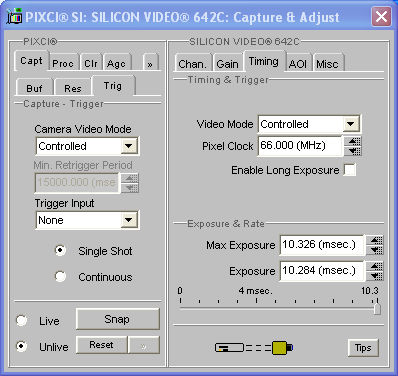 PIXCI® SI: SILICON VIDEO® 642C: Capture & Adjust
PIXCI®
Capt Proc Clr Agc »
Buf Res Trig
Capture - Trigger
Camera Video Mode
Controlled
Min. Retrigger Period
15000.000 (mse
Trigger Input
None
Single Shot
Continuous
Live Snap
Unlive Reset »
SILICON VIDEO® 642C
Chan. Gain Timing AOI Misc
Timing & Trigger
Video Mode Controlled
Pixel Clock 66.000 (MHz)
Enable Long Exposure
Exposure & Rate
Max Exposure 10.326 (msec.)
Exposure 10.284 (msec.)
0 4 msec. 10.3
Tips